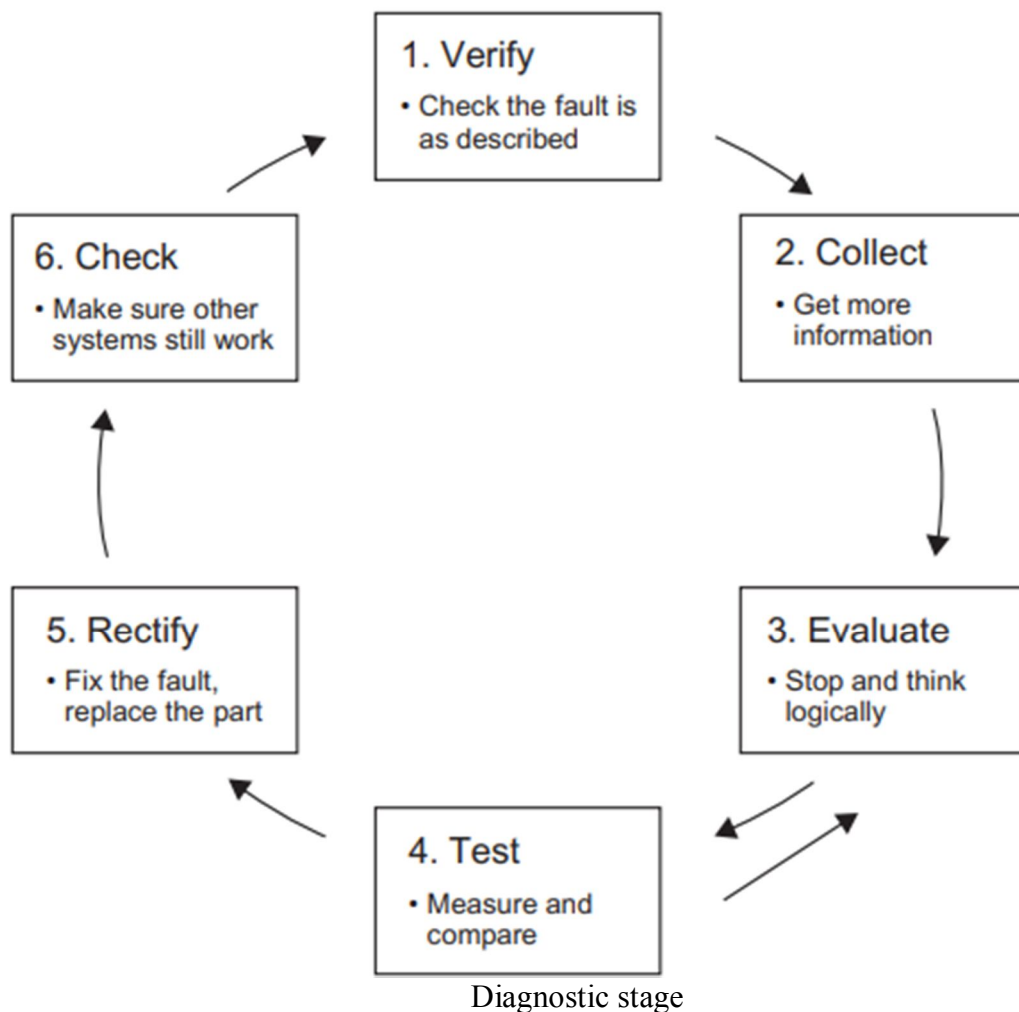 1. Verify
• Check the fault is
as described
2. Collect
• Get more
information
3. Evaluate
• Stop and think
logically
4. Test
• Measure and
compare
5. Rectify
• Fix the fault,
replace the part
6. Check
• Make sure other
systems still work
Diagnostic stage